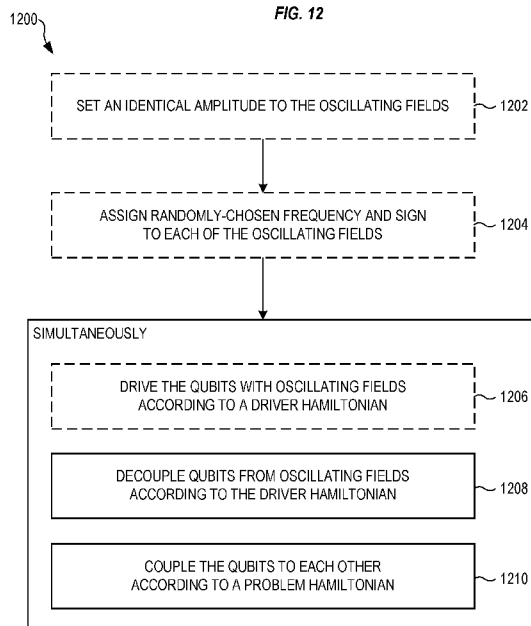 FIG. 12
1200
SET AN IDENTICAL AMPLITUDE TO THE OSCILLATING FIELDS
1202
ASSIGN RANDOMLY-CHOSEN FREQUENCY AND SIGN
TO EACH OF THE OSCILLATING FIELDS
1204
SIMULTANEOUSLY
DRIVE THE QUBITS WITH OSCILLATING FIELDS
ACCORDING TO A DRIVER HAMILTONIAN
1206
DECOUPLE QUBITS FROM OSCILLATING FIELDS
ACCORDING TO THE DRIVER HAMILTONIAN
1208
COUPLE THE QUBITS TO EACH OTHER
ACCORDING TO A PROBLEM HAMILTONIAN
1210